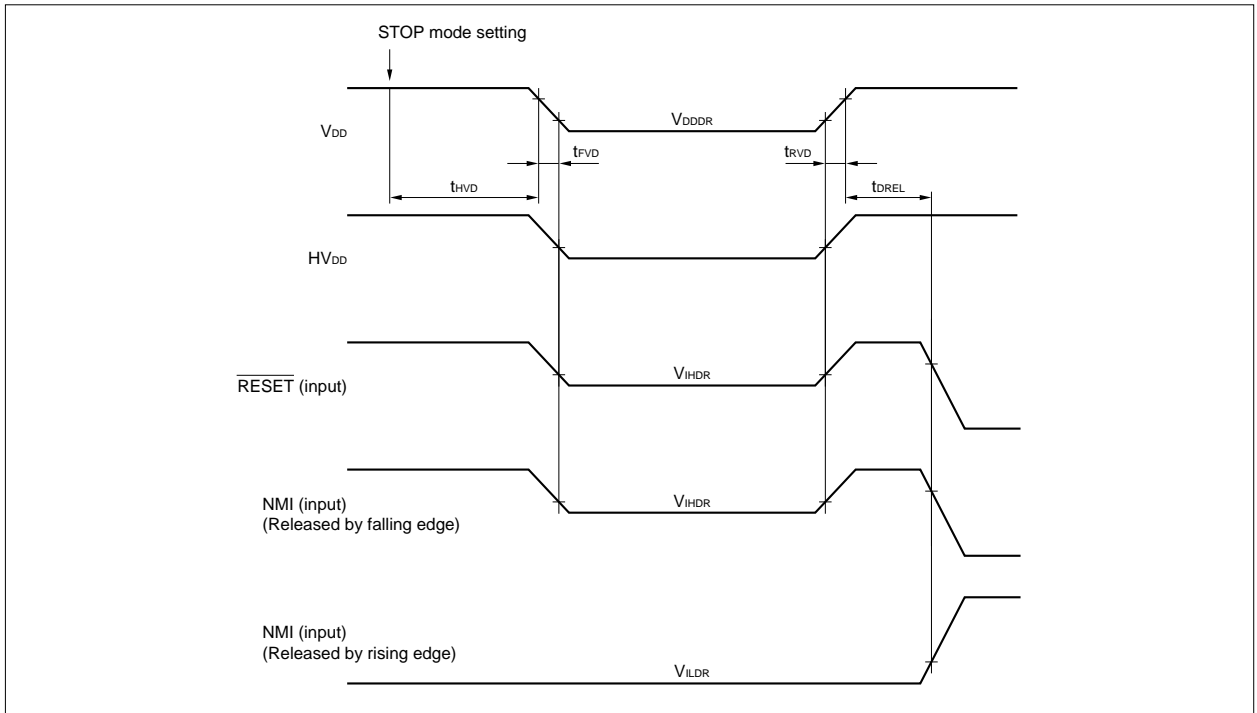 STOP mode setting
VDD
VDDDR
tFVD
tRVD
tHVD
tDREL
HVDD
RESET (input)
VIHDR
NMI (input)
(Released by falling edge)
VIHDR
NMI (input)
(Released by rising edge)
VILDR